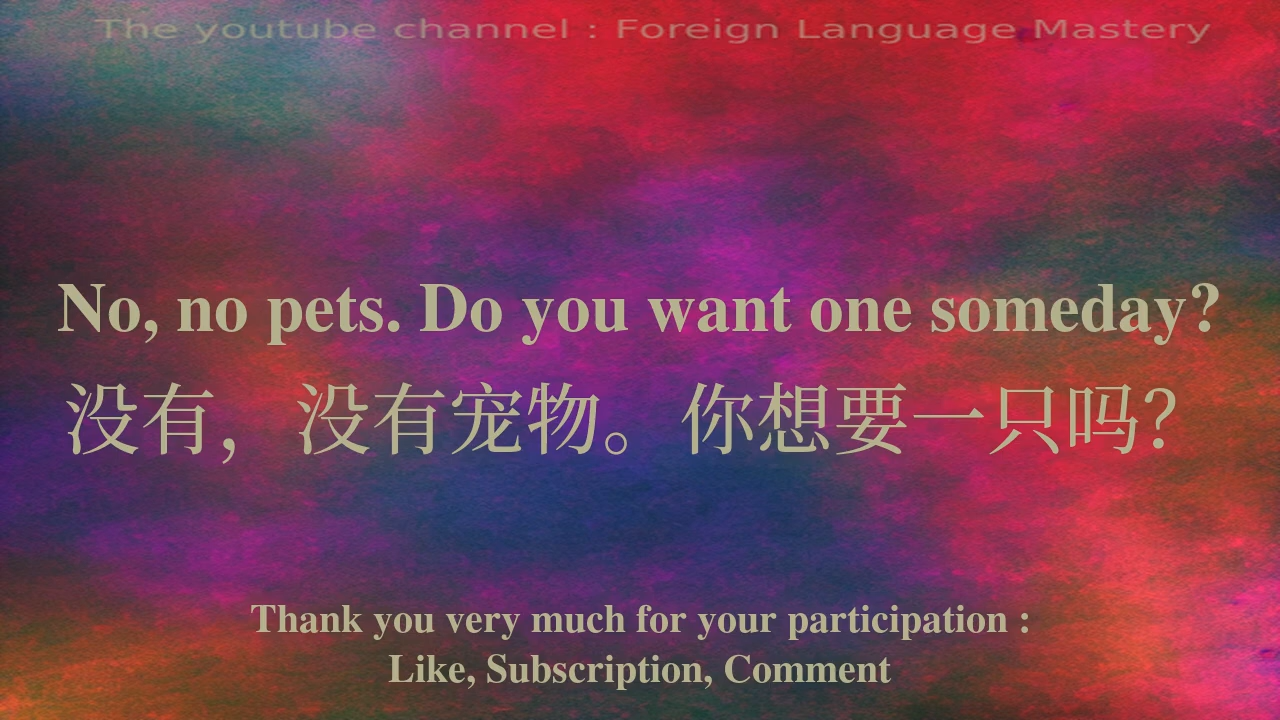 The youtube channel : Foreign Language Mastery
No, no pets. Do you want one someday?
没有，没有宠物。你想要一只吗？
Thank you very much for your participation :
Like, Subscription, Comment